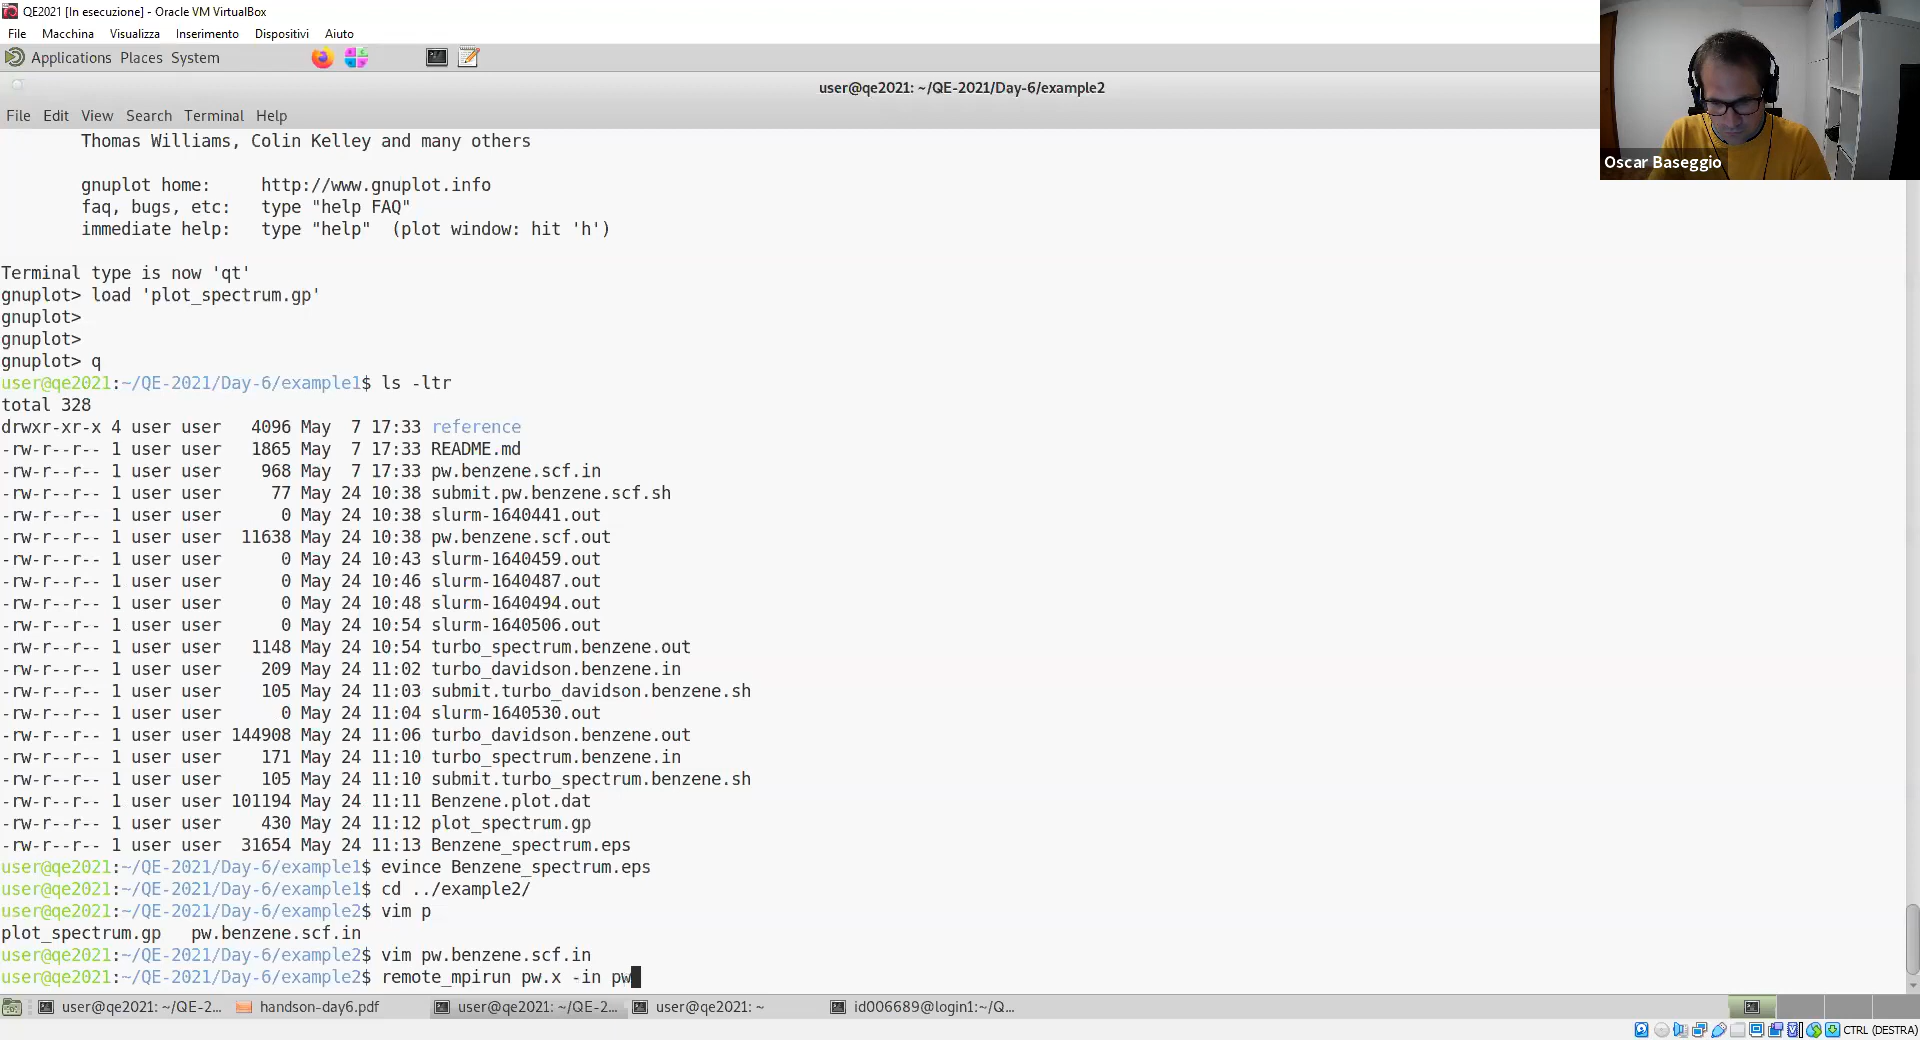 QE2021 [In esecuzione] - Oracle VM VirtualBox
File Macchina Visualizza Inserimento Dispositivi Aiuto
Applications Places System
user@qe2021: ~/QE-2021/Day-6/example2
File Edit View Search Terminal Help
Oscar Baseggio
Thomas Williams, Colin Kelley and many others
gnuplot home: http://www.gnuplot.info
faq, bugs, etc: type "help FAQ"
immediate help: type "help" (plot window: hit 'h')
Terminal type is now 'qt'
gnuplot> load 'plot_spectrum.gp'
gnuplot>
gnuplot>
gnuplot> q
user@qe2021:~/QE-2021/Day-6/example1$ ls -ltr
total 328
drwxr-xr-x 4 user user 4096 May 7 17:33 reference
-rw-r--r-- 1 user user 1865 May 7 17:33 README.md
-rw-r--r-- 1 user user 968 May 7 17:33 pw.benzene.scf.in
-rw-r--r-- 1 user user 77 May 24 10:38 submit.pw.benzene.scf.sh
-rw-r--r-- 1 user user 0 May 24 10:38 slurm-1640441.out
-rw-r--r-- 1 user user 11638 May 24 10:38 pw.benzene.scf.out
-rw-r--r-- 1 user user 0 May 24 10:43 slurm-1640459.out
-rw-r--r-- 1 user user 0 May 24 10:46 slurm-1640487.out
-rw-r--r-- 1 user user 0 May 24 10:48 slurm-1640494.out
-rw-r--r-- 1 user user 0 May 24 10:54 slurm-1640506.out
-rw-r--r-- 1 user user 1148 May 24 10:54 turbo_spectrum.benzene.out
-rw-r--r-- 1 user user 209 May 24 11:02 turbo_davidson.benzene.in
-rw-r--r-- 1 user user 105 May 24 11:03 submit.turbo_davidson.benzene.sh
-rw-r--r-- 1 user user 0 May 24 11:04 slurm-1640530.out
-rw-r--r-- 1 user user 144908 May 24 11:06 turbo_davidson.benzene.out
-rw-r--r-- 1 user user 171 May 24 11:10 turbo_spectrum.benzene.in
-rw-r--r-- 1 user user 105 May 24 11:10 submit.turbo_spectrum.benzene.sh
-rw-r--r-- 1 user user 101194 May 24 11:11 Benzene.plot.dat
-rw-r--r-- 1 user user 430 May 24 11:12 plot_spectrum.gp
-rw-r--r-- 1 user user 31654 May 24 11:13 Benzene_spectrum.eps
user@qe2021:~/QE-2021/Day-6/example1$ evince Benzene_spectrum.eps
user@qe2021:~/QE-2021/Day-6/example1$ cd ../example2/
user@qe2021:~/QE-2021/Day-6/example2$ vim p
plot_spectrum.gp pw.benzene.scf.in
user@qe2021:~/QE-2021/Day-6/example2$ vim pw.benzene.scf.in
user@qe2021:~/QE-2021/Day-6/example2$ remote_mpirun pw.x -in pw
user@qe2021: ~/QE-2... handson-day6.pdf user@qe2021: ~/QE-2... user@qe2021: ~ id006689@login1:~/Q...
CTRL (DESTRA)